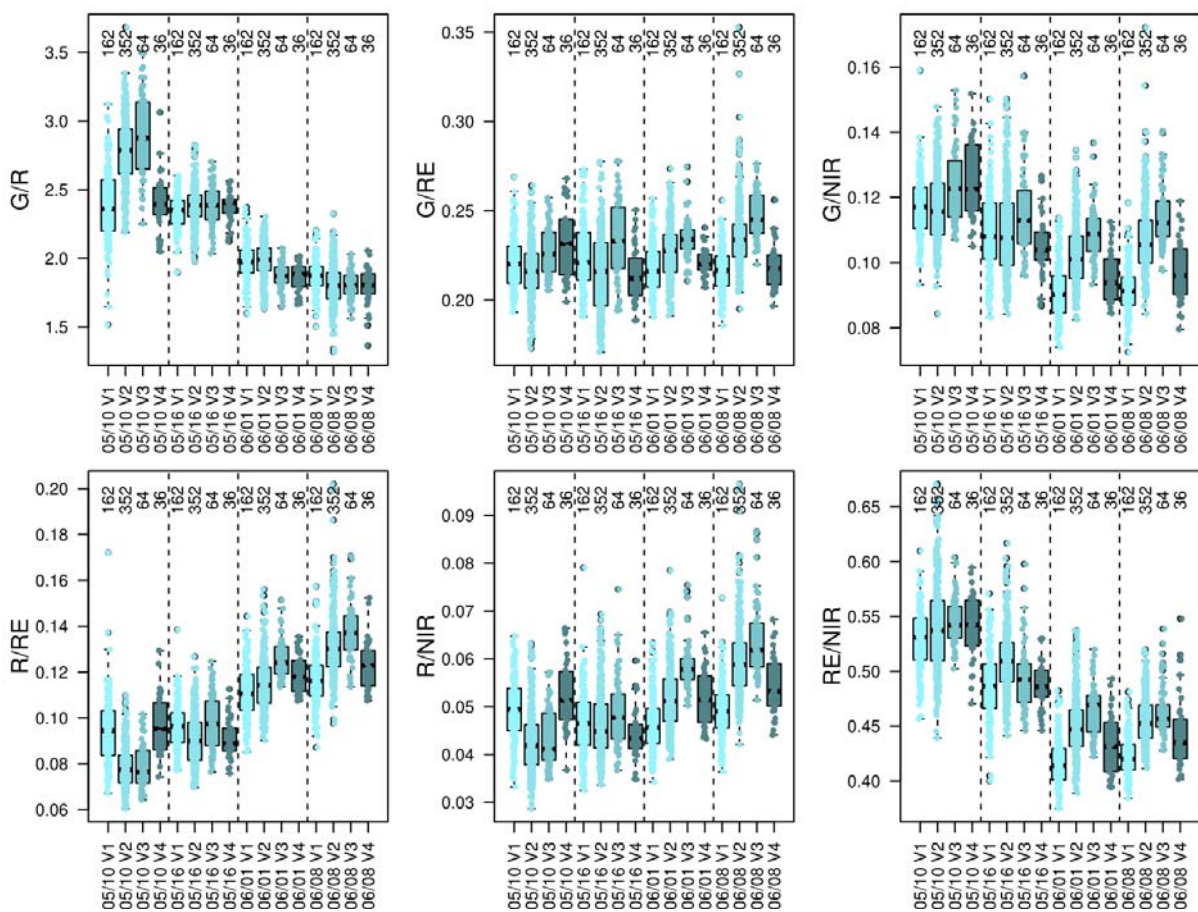 162 352 64 36 162 352 64 36 162 352 64 36 162 352 64 36
G/R
3.5
3.0
2.5
2.0
1.5
05/10 V1
05/10 V2
05/10 V3
05/10 V4
05/16 V1
05/16 V2
05/16 V3
05/16 V4
06/01 V1
06/01 V2
06/01 V3
06/01 V4
06/08 V1
06/08 V2
06/08 V3
06/08 V4
162 352 64 36 162 352 64 36 162 352 64 36 162 352 64 36
G/RE
0.35
0.30
0.25
0.20
05/10 V1
05/10 V2
05/10 V3
05/10 V4
05/16 V1
05/16 V2
05/16 V3
05/16 V4
06/01 V1
06/01 V2
06/01 V3
06/01 V4
06/08 V1
06/08 V2
06/08 V3
06/08 V4
162 352 64 36 162 352 64 36 162 352 64 36 162 352 64 36
G/NIR
0.16
0.14
0.12
0.10
0.08
05/10 V1
05/10 V2
05/10 V3
05/10 V4
05/16 V1
05/16 V2
05/16 V3
05/16 V4
06/01 V1
06/01 V2
06/01 V3
06/01 V4
06/08 V1
06/08 V2
06/08 V3
06/08 V4
162 352 64 36 162 352 64 36 162 352 64 36 162 352 64 36
R/RE
0.20
0.18
0.16
0.14
0.12
0.10
0.08
0.06
05/10 V1
05/10 V2
05/10 V3
05/10 V4
05/16 V1
05/16 V2
05/16 V3
05/16 V4
06/01 V1
06/01 V2
06/01 V3
06/01 V4
06/08 V1
06/08 V2
06/08 V3
06/08 V4
162 352 64 36 162 352 64 36 162 352 64 36 162 352 64 36
R/NIR
0.09
0.08
0.07
0.06
0.05
0.04
0.03
05/10 V1
05/10 V2
05/10 V3
05/10 V4
05/16 V1
05/16 V2
05/16 V3
05/16 V4
06/01 V1
06/01 V2
06/01 V3
06/01 V4
06/08 V1
06/08 V2
06/08 V3
06/08 V4
162 352 64 36 162 352 64 36 162 352 64 36 162 352 64 36
RE/NIR
0.65
0.60
0.55
0.50
0.45
0.40
05/10 V1
05/10 V2
05/10 V3
05/10 V4
05/16 V1
05/16 V2
05/16 V3
05/16 V4
06/01 V1
06/01 V2
06/01 V3
06/01 V4
06/08 V1
06/08 V2
06/08 V3
06/08 V4